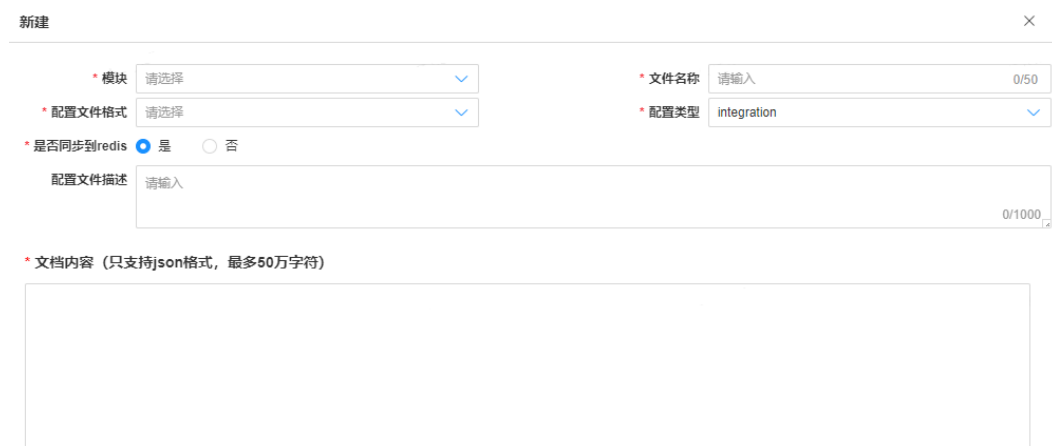 新建
* 模块 请选择 * 文件名称 请输入 0/50
* 配置文件格式 请选择 * 配置类型 integration
* 是否同步到redis 是 否
配置文件描述 请输入
0/1000
* 文档内容（只支持json格式，最多50万字符）